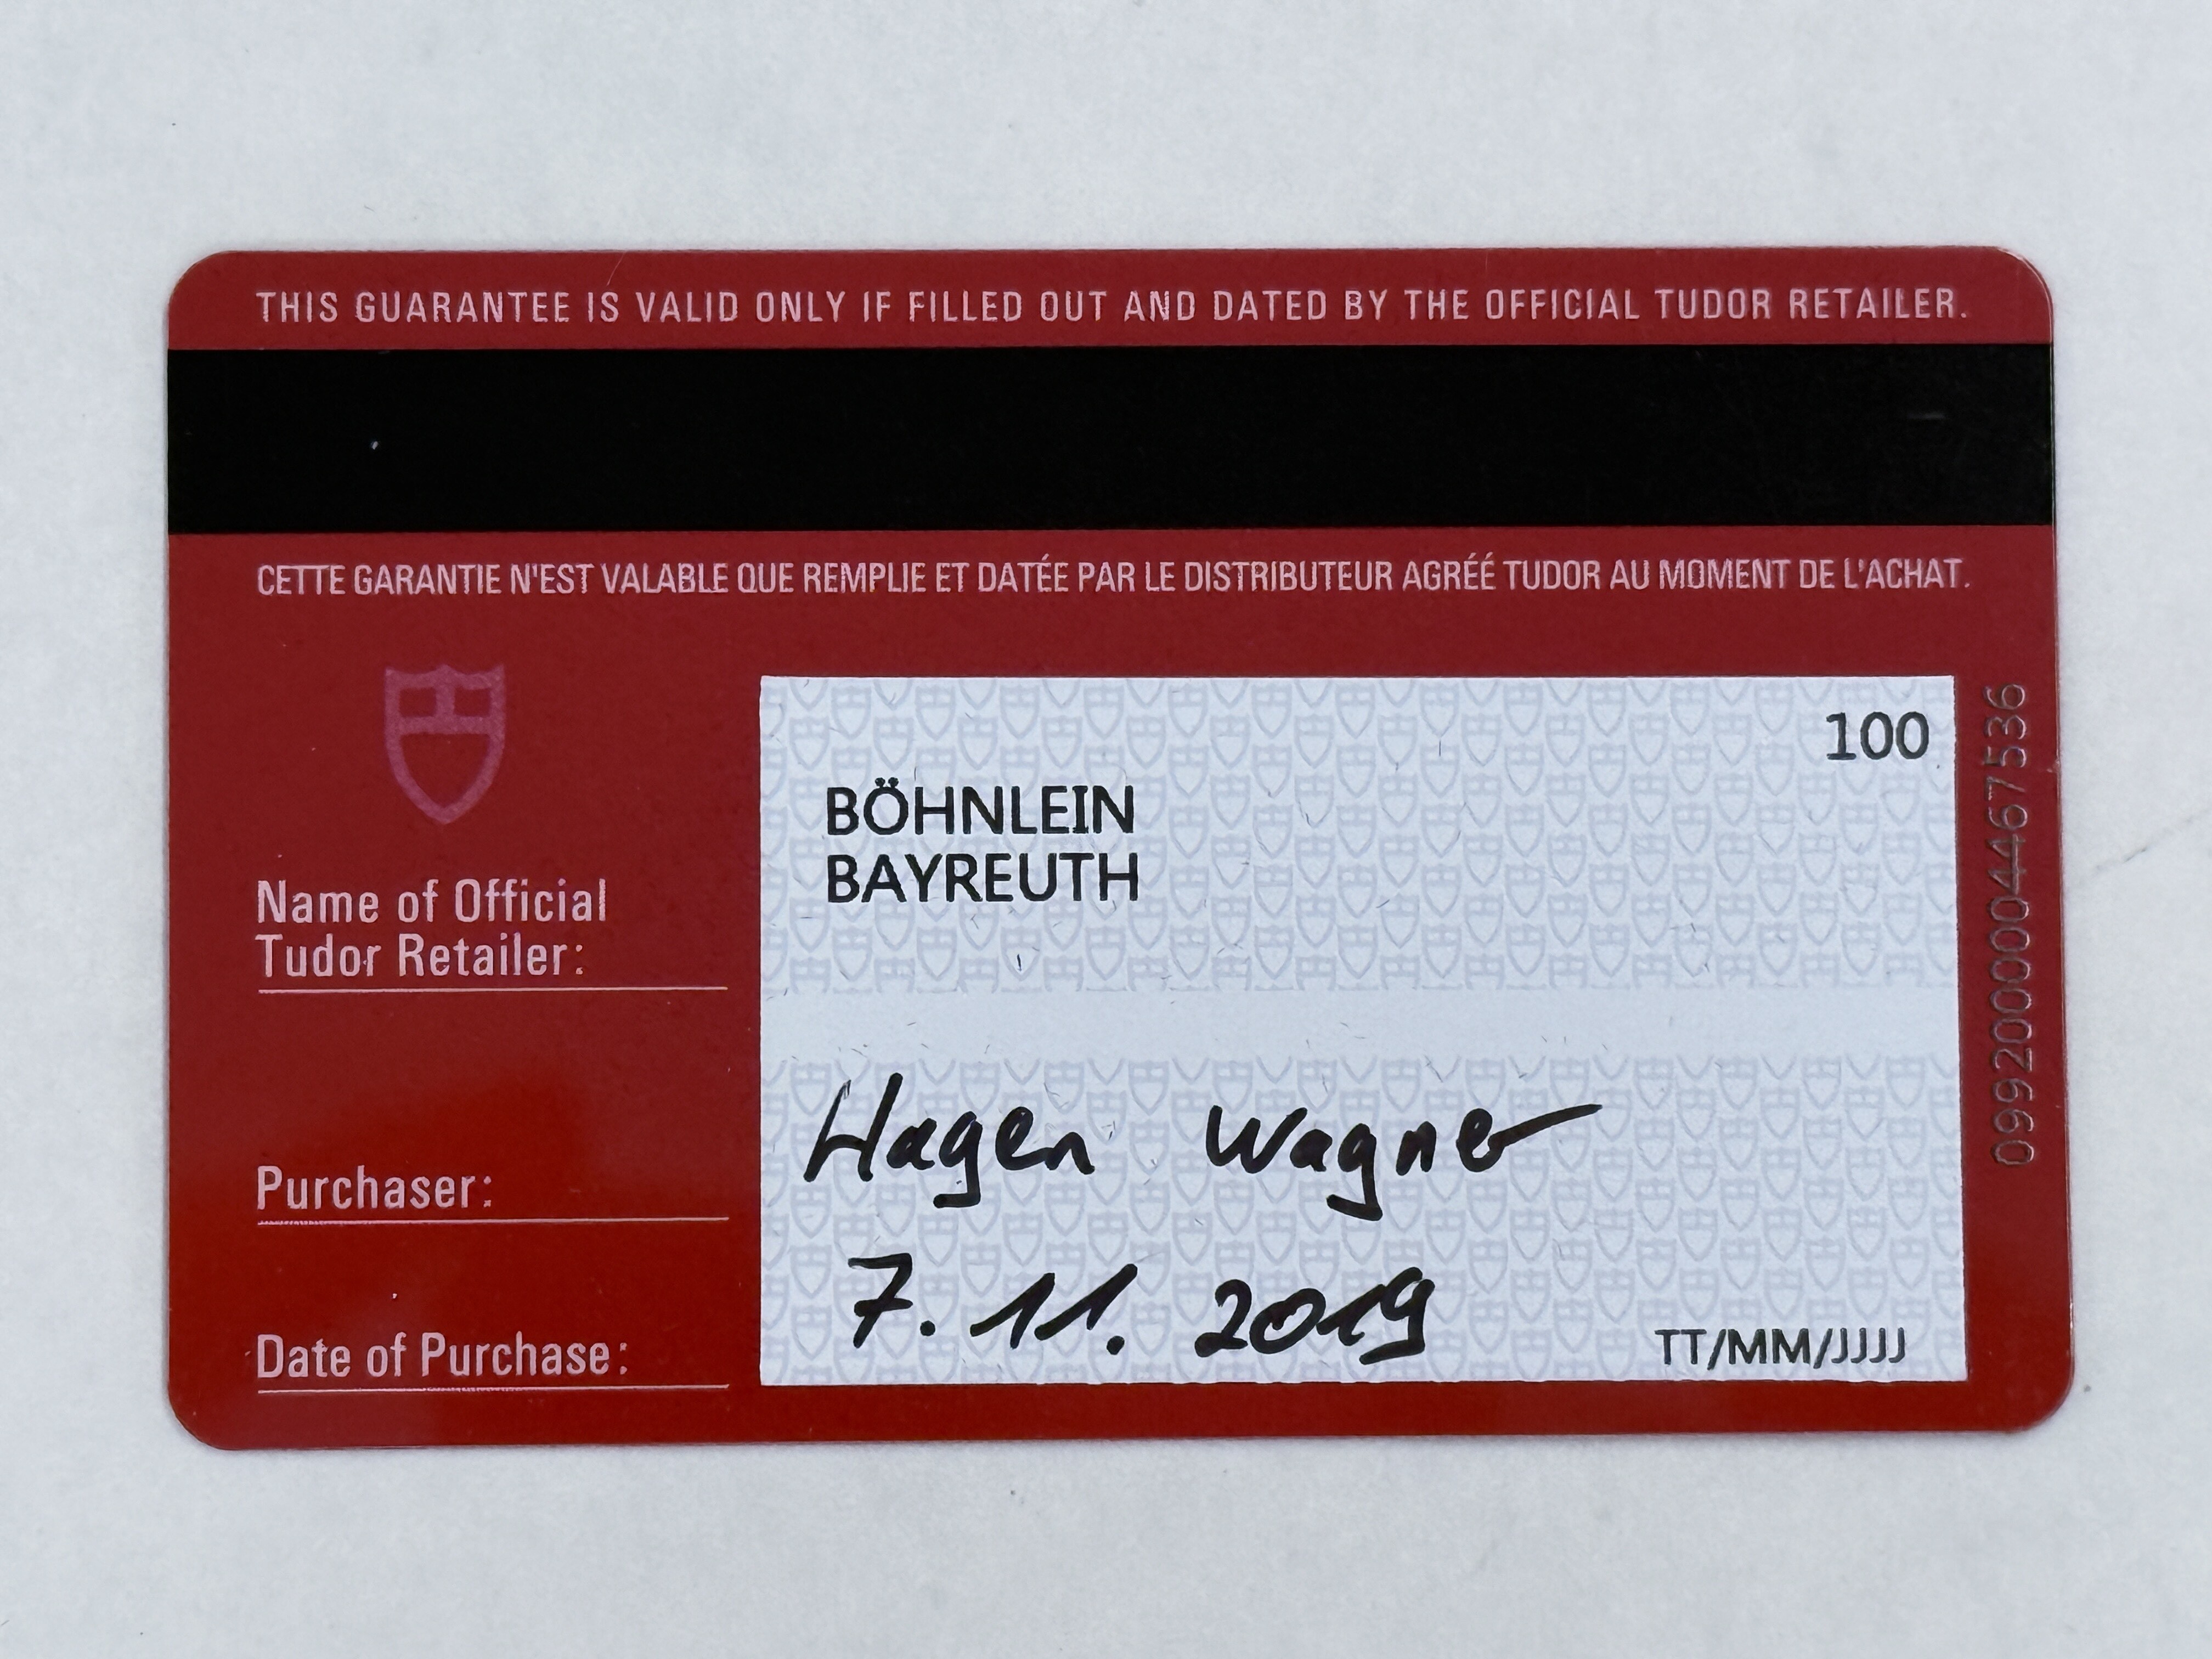 THIS GUARANTEE IS VALID ONLY IF FILLED OUT AND DATED BY THE OFFICIAL TUDOR RETAILER.
CETTE GARANTIE N'EST VALABLE QUE REMPLIE ET DATÉE PAR LE DISTRIBUTEUR AGRÉÉ TUDOR AU MOMENT DE L'ACHAT.
100
BÖHNLEIN
BAYREUTH
Name of Official
Tudor Retailer:
Purchaser:
Hagen Wagner
Date of Purchase:
7.11.2019
TT/MM/JJJJ
09920000004467536